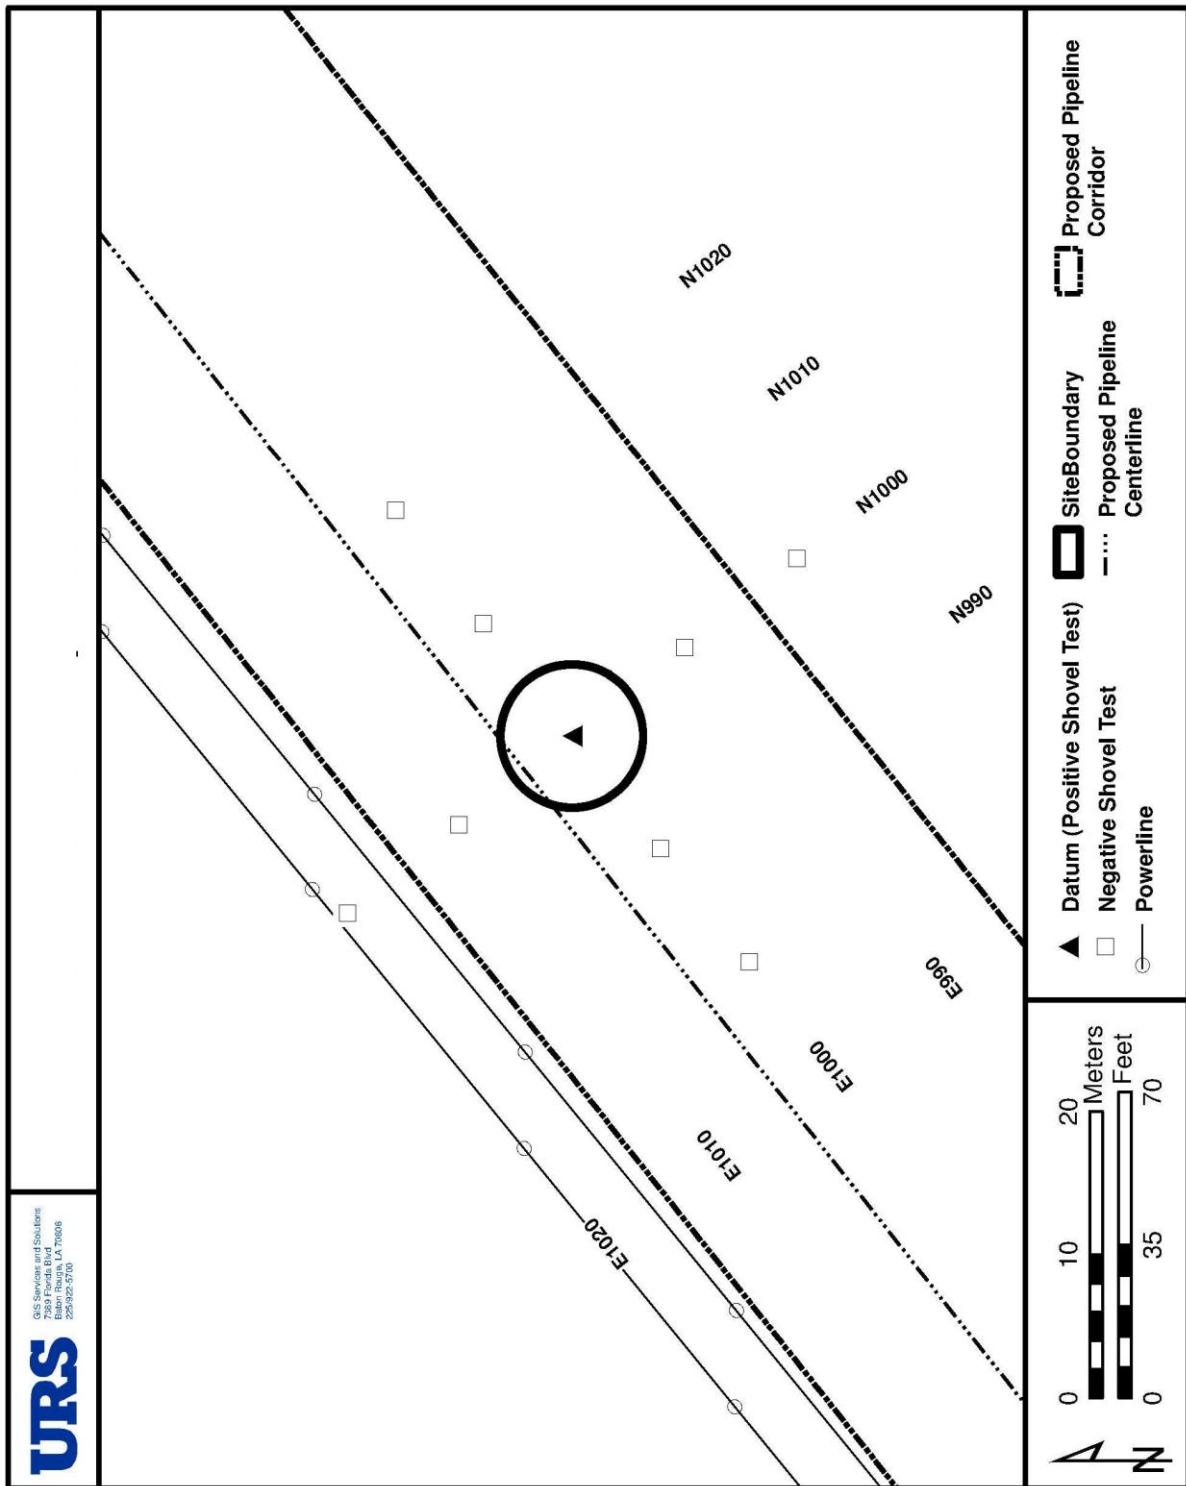 URS
GIS Services and Solutions
7389 Florida Blvd
Baton Rouge, LA 70806
225/922-5700
N1020
N1010
N1000
N990
E990
E1000
E1010
E1020
0 10 20
Meters
Feet
0 35 70
N
Datum (Positive Shovel Test)
Negative Shovel Test
Powerline
SiteBoundary
Proposed Pipeline
Centerline
Proposed Pipeline
Corridor